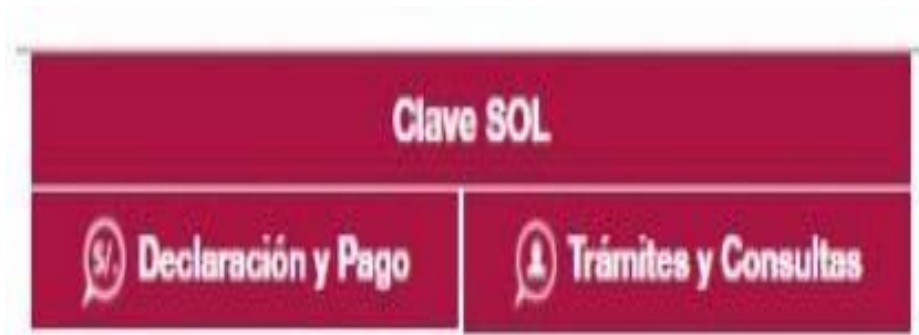 Clave SOL
S/. Declaración y Pago
Trámites y Consultas